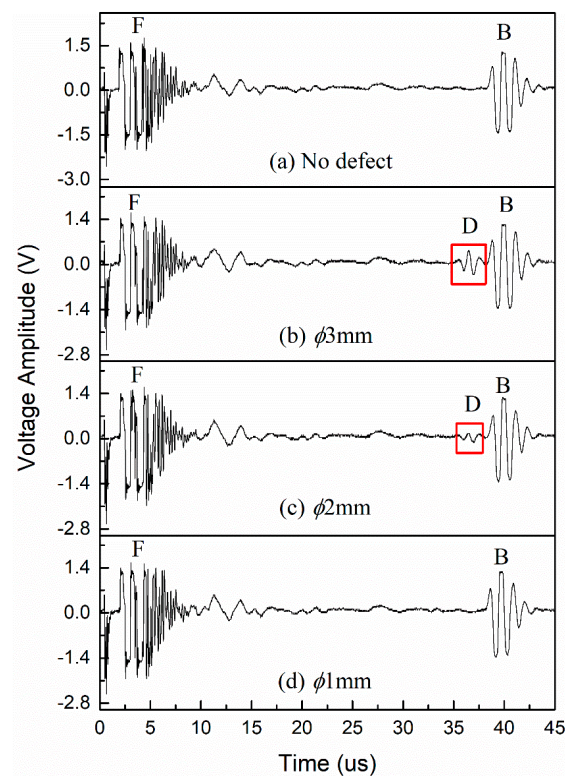 Voltage Amplitude (V)
F
B
1.5
0.0
-1.5
-3.0
(a) No defect
F
D
B
1.4
0.0
-1.4
-2.8
(b) ϕ3mm
F
D
B
1.4
0.0
-1.4
-2.8
(c) ϕ2mm
F
B
1.4
0.0
-1.4
-2.8
(d) ϕ1mm
0 5 10 15 20 25 30 35 40 45
Time (us)